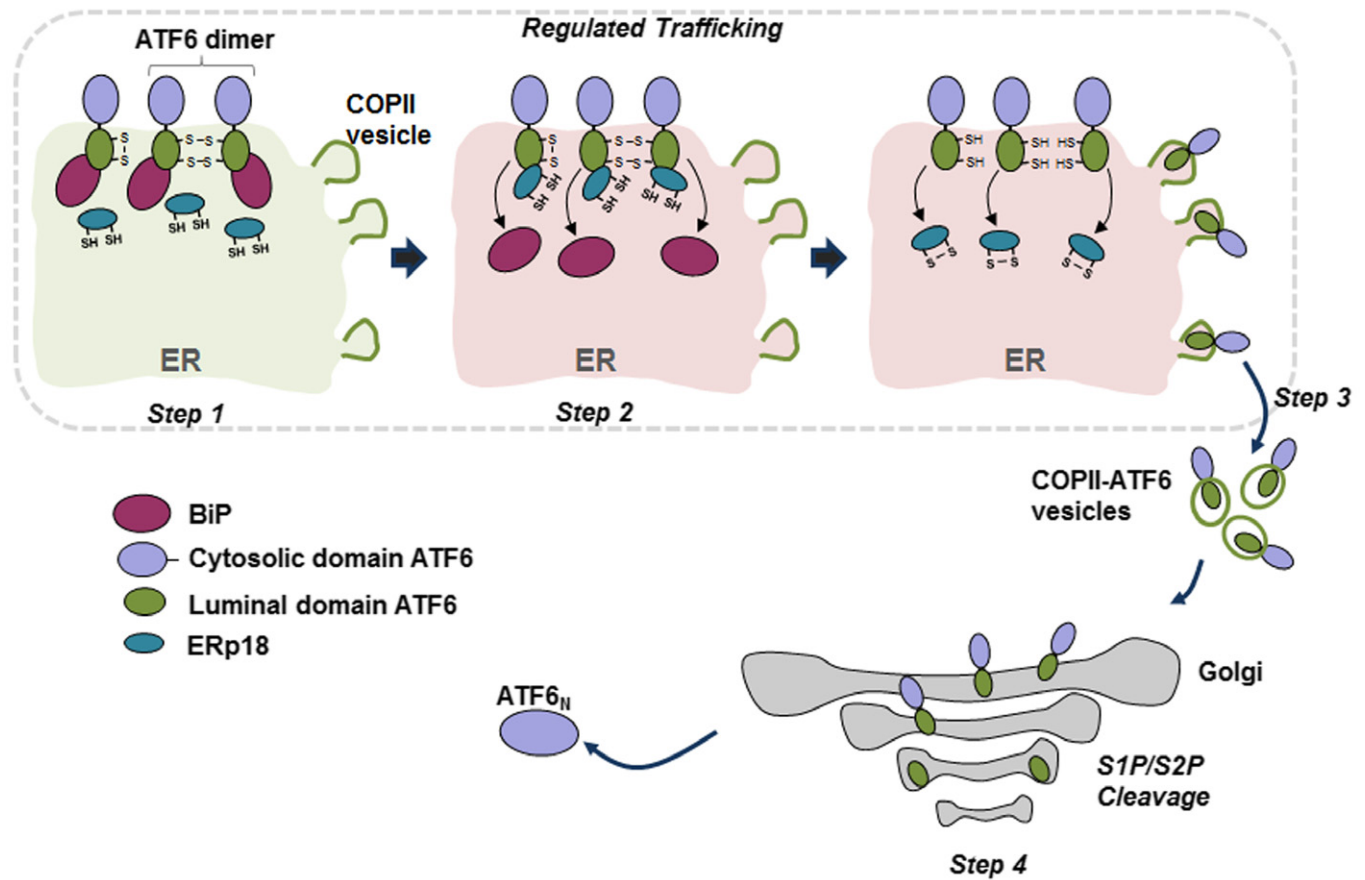 Regulated Trafficking
ATF6 dimer
COPII
vesicle
S
S
S–S
S–S
SH SH
SH SH
SH SH
ER
Step 1
S
S
S–S
S–S
SH
SH
SH
SH
SH SH
ER
Step 2
SH
SH
SH HS
SH HS
S–S
S–S
S–S
ER
Step 3
COPII-ATF6
vesicles
BiP
Cytosolic domain ATF6
Luminal domain ATF6
ERp18
Golgi
ATF6N
S1P/S2P
Cleavage
Step 4